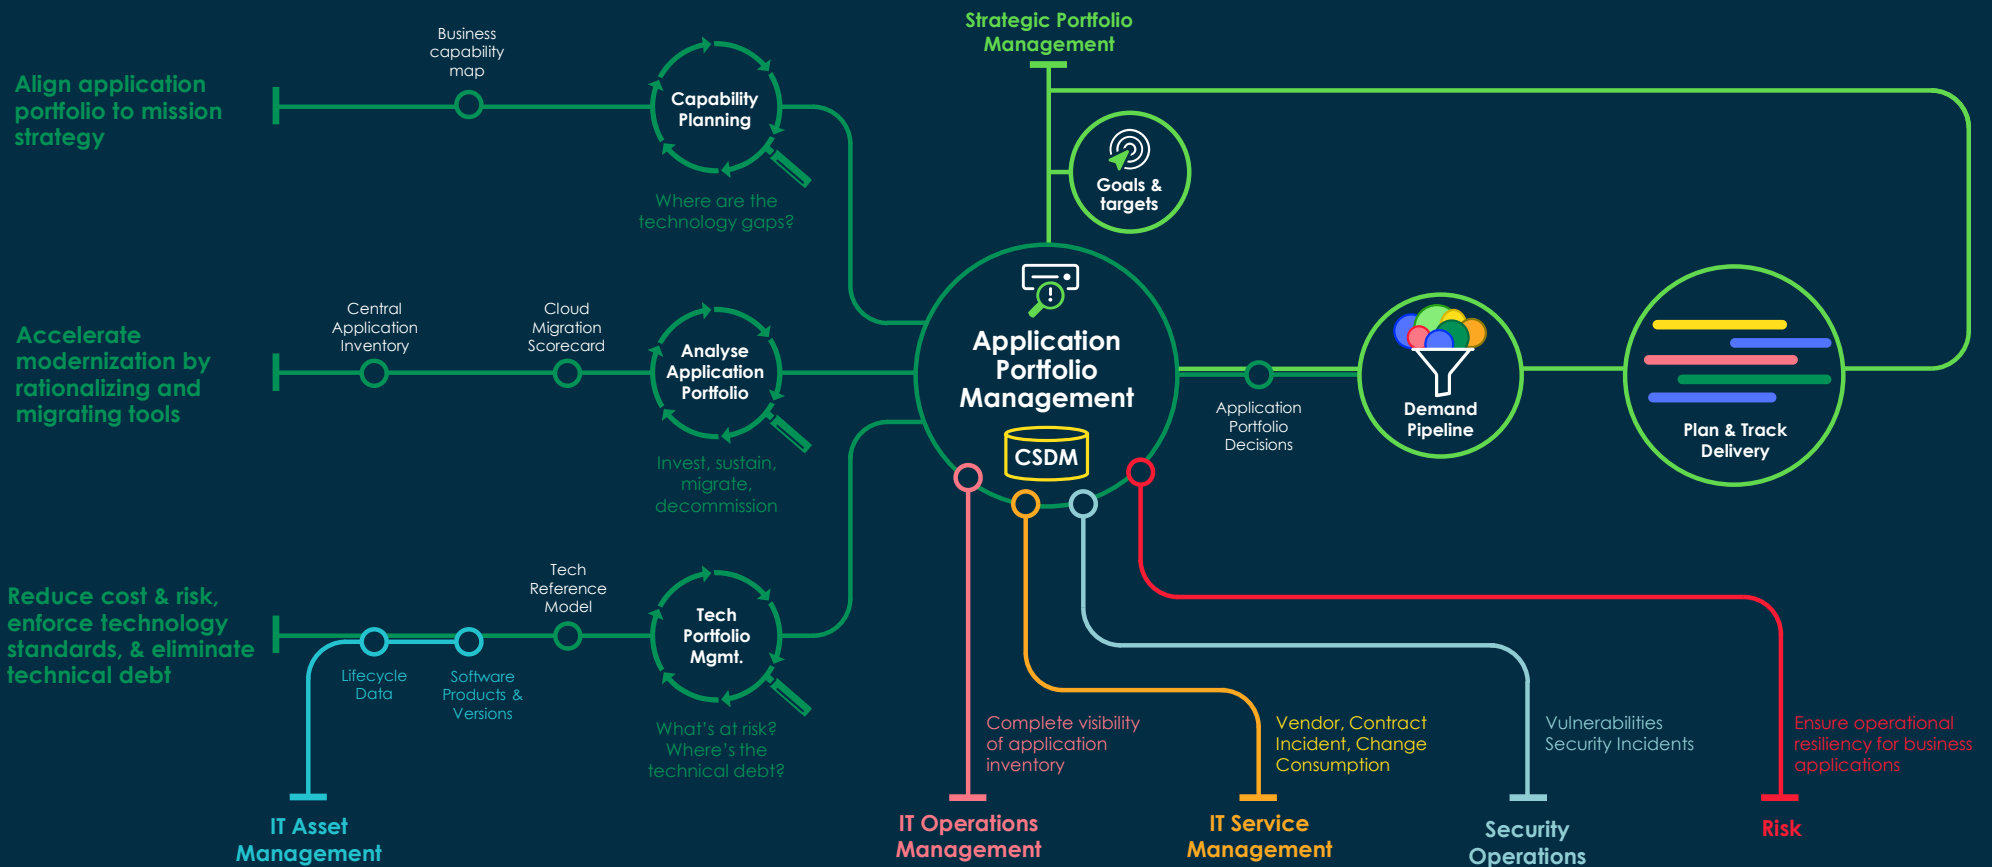 Strategic Portfolio
Management
Business
capability
map
Align application
portfolio to mission
strategy
Capability
Planning
Where are the
technology gaps?
Goals &
targets
Central
Application
Inventory
Cloud
Migration
Scorecard
Accelerate
modernization by
rationalizing and
migrating tools
Analyse
Application
Portfolio
Invest, sustain,
migrate,
decommission
Application
Portfolio
Management
CSDM
Application
Portfolio
Decisions
Demand
Pipeline
Plan & Track
Delivery
Tech
Reference
Model
Reduce cost & risk,
enforce technology
standards, & eliminate
technical debt
Lifecycle
Data
Software
Products &
Versions
Tech
Portfolio
Mgmt.
What's at risk?
Where's the
technical debt?
Complete visibility
of application
inventory
Vendor, Contract
Incident, Change
Consumption
Vulnerabilities
Security Incidents
Ensure operational
resiliency for business
applications
IT Asset
Management
IT Operations
Management
IT Service
Management
Security
Operations
Risk